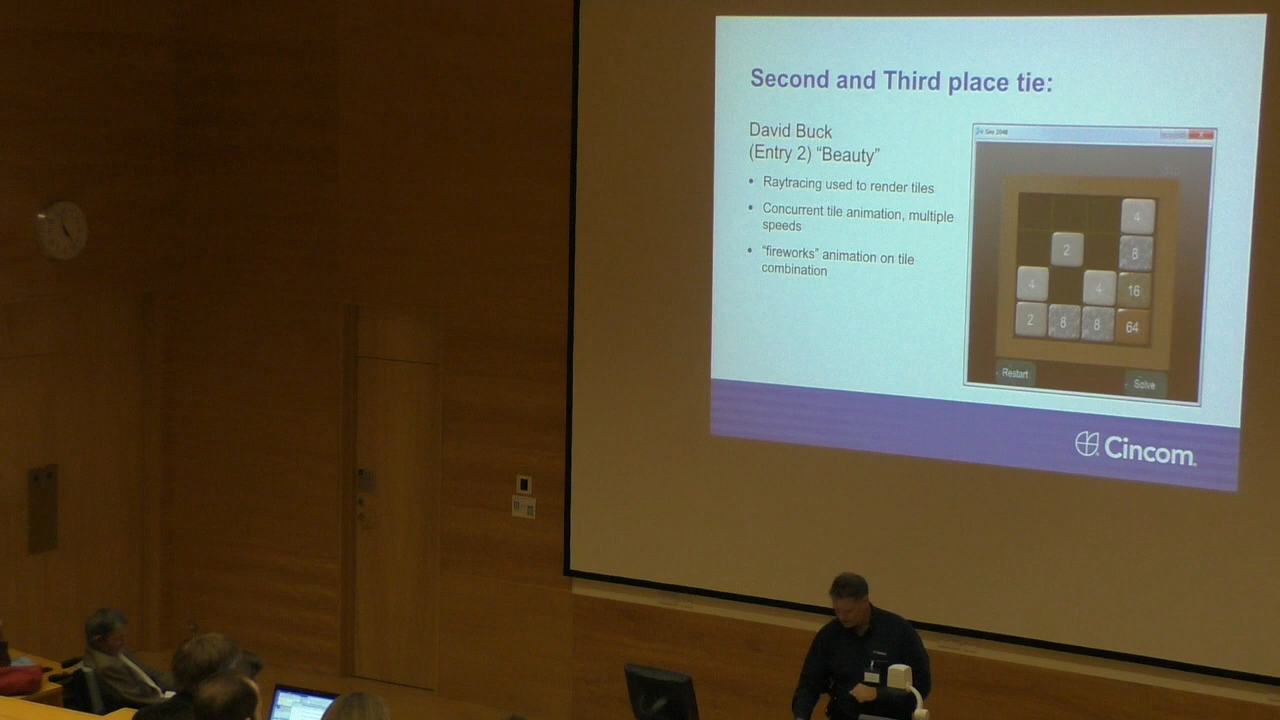 Second and Third place tie:
David Buck
(Entry 2) “Beauty”
• Raytracing used to render tiles
• Concurrent tile animation, multiple
speeds
• “fireworks” animation on tile
combination
4
2
8
4
4
16
2
8
8
64
Restart
Solve
Cincom